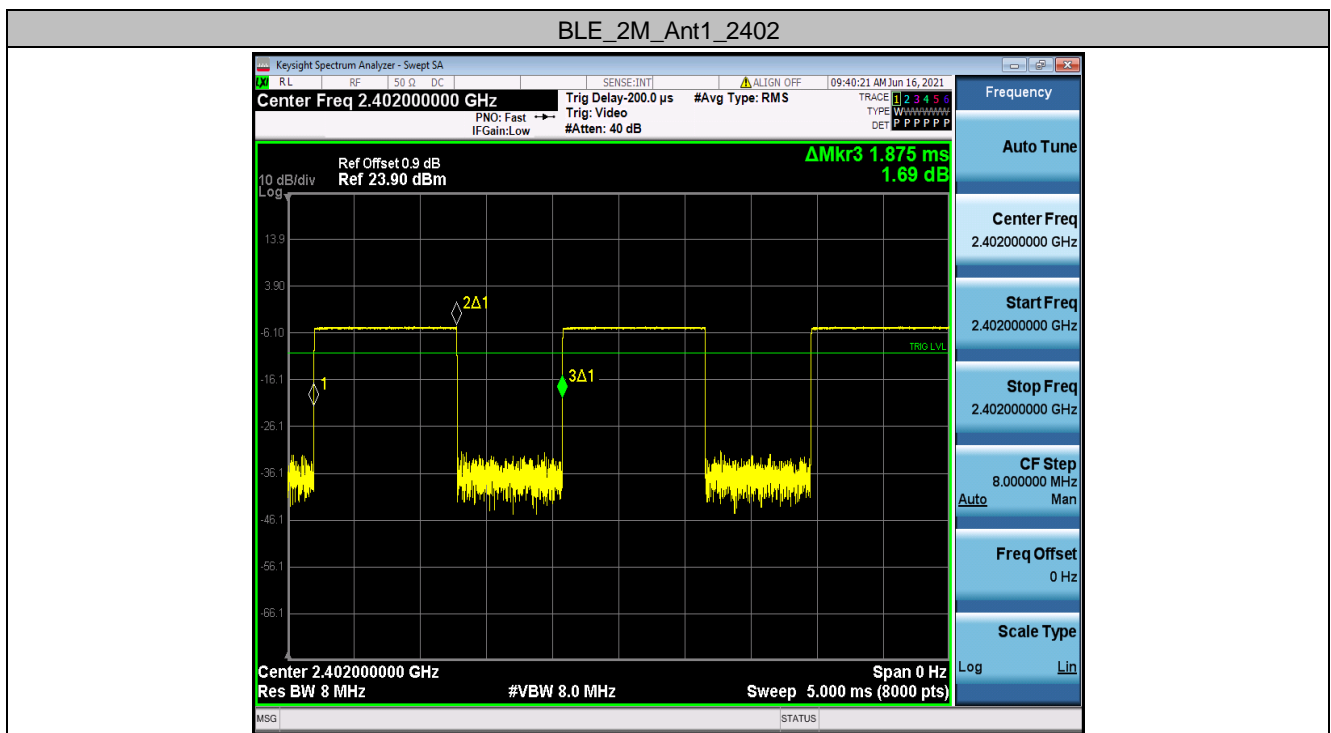 BLE_2M_Ant1_2402
Keysight Spectrum Analyzer - Swept SA
RL RF 50 Ω DC SENSE:INT ALIGN OFF 09:40:21 AM Jun 16, 2021
Center Freq 2.402000000 GHz
PNO: Fast
IFGain:Low
Trig Delay-200.0 µs
Trig: Video
#Atten: 40 dB
#Avg Type: RMS
TRACE 1 2 3 4 5 6
TYPE WWWWWW
DET P P P P P P
ΔMkr3 1.875 ms
1.69 dB
Ref Offset 0.9 dB
10 dB/div Ref 23.90 dBm
Log
13.9
3.90
-6.10
-16.1
-26.1
-36.1
-46.1
-56.1
-66.1
2Δ1
TRIG LVL
1
3Δ1
Center 2.402000000 GHz Span 0 Hz
Res BW 8 MHz #VBW 8.0 MHz Sweep 5.000 ms (8000 pts)
MSG STATUS
Frequency
Auto Tune
Center Freq
2.402000000 GHz
Start Freq
2.402000000 GHz
Stop Freq
2.402000000 GHz
CF Step
8.000000 MHz
Auto Man
Freq Offset
0 Hz
Scale Type
Log Lin